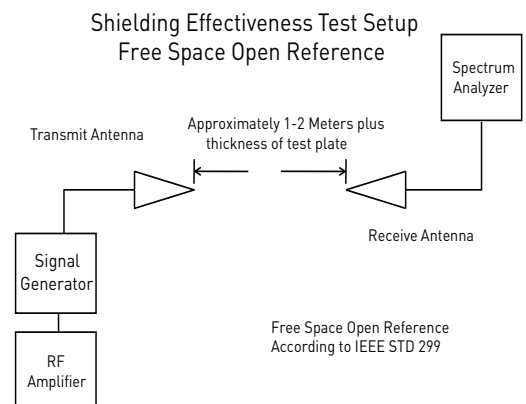 Shielding Effectiveness Test Setup
Free Space Open Reference
Spectrum
Analyzer
Transmit Antenna
Approximately 1-2 Meters plus
thickness of test plate
Receive Antenna
Signal
Generator
Free Space Open Reference
According to IEEE STD 299
RF
Amplifier